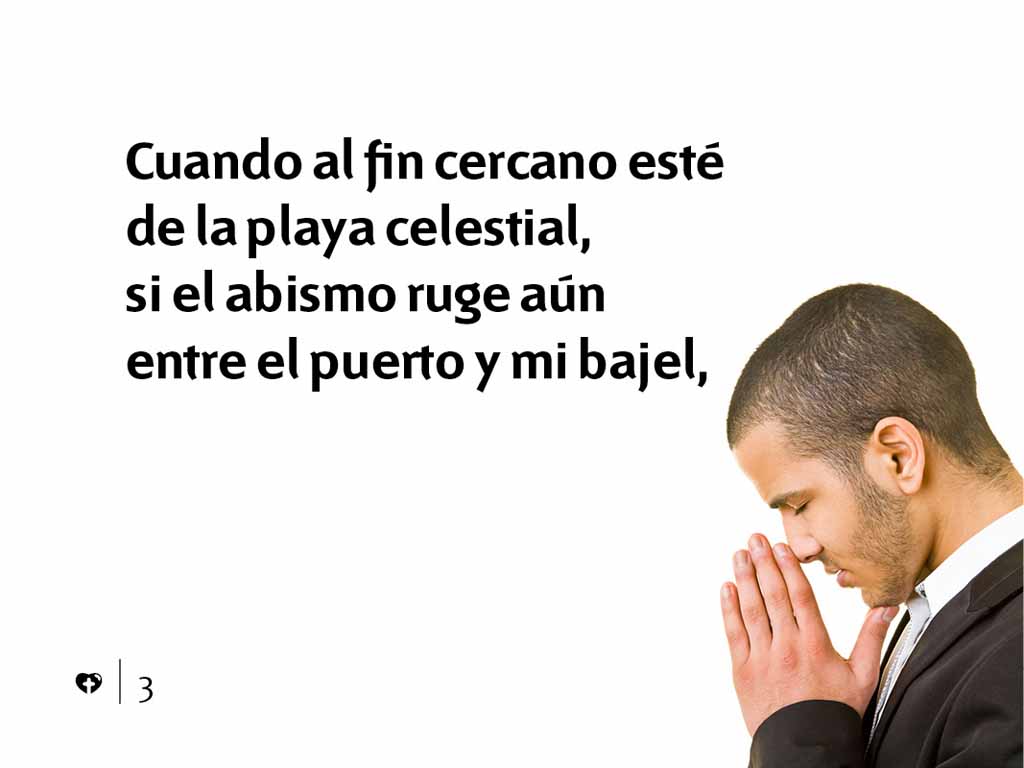 Cuando al fin cercano esté
de la playa celestial,
si el abismo ruge aún
entre el puerto y mi bajel,
3